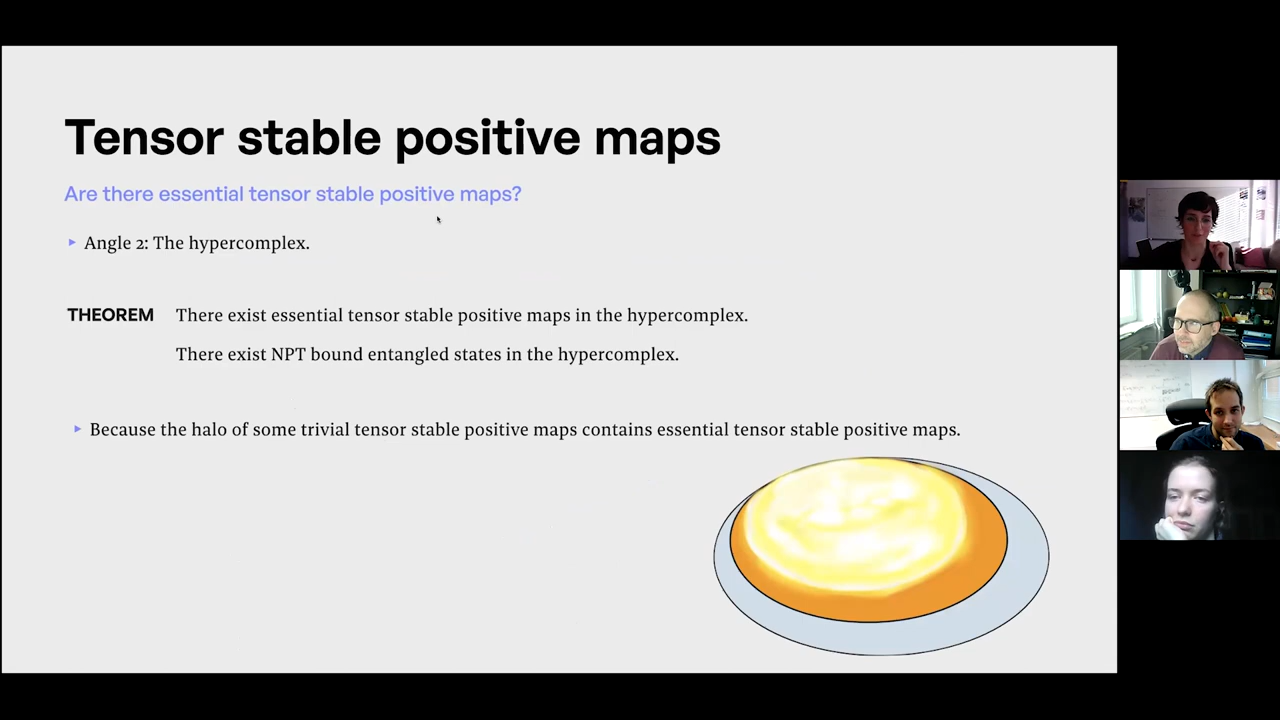 Tensor stable positive maps
Are there essential tensor stable positive maps?
▸ Angle 2: The hypercomplex.
THEOREM There exist essential tensor stable positive maps in the hypercomplex.
There exist NPT bound entangled states in the hypercomplex.
▸ Because the halo of some trivial tensor stable positive maps contains essential tensor stable positive maps.